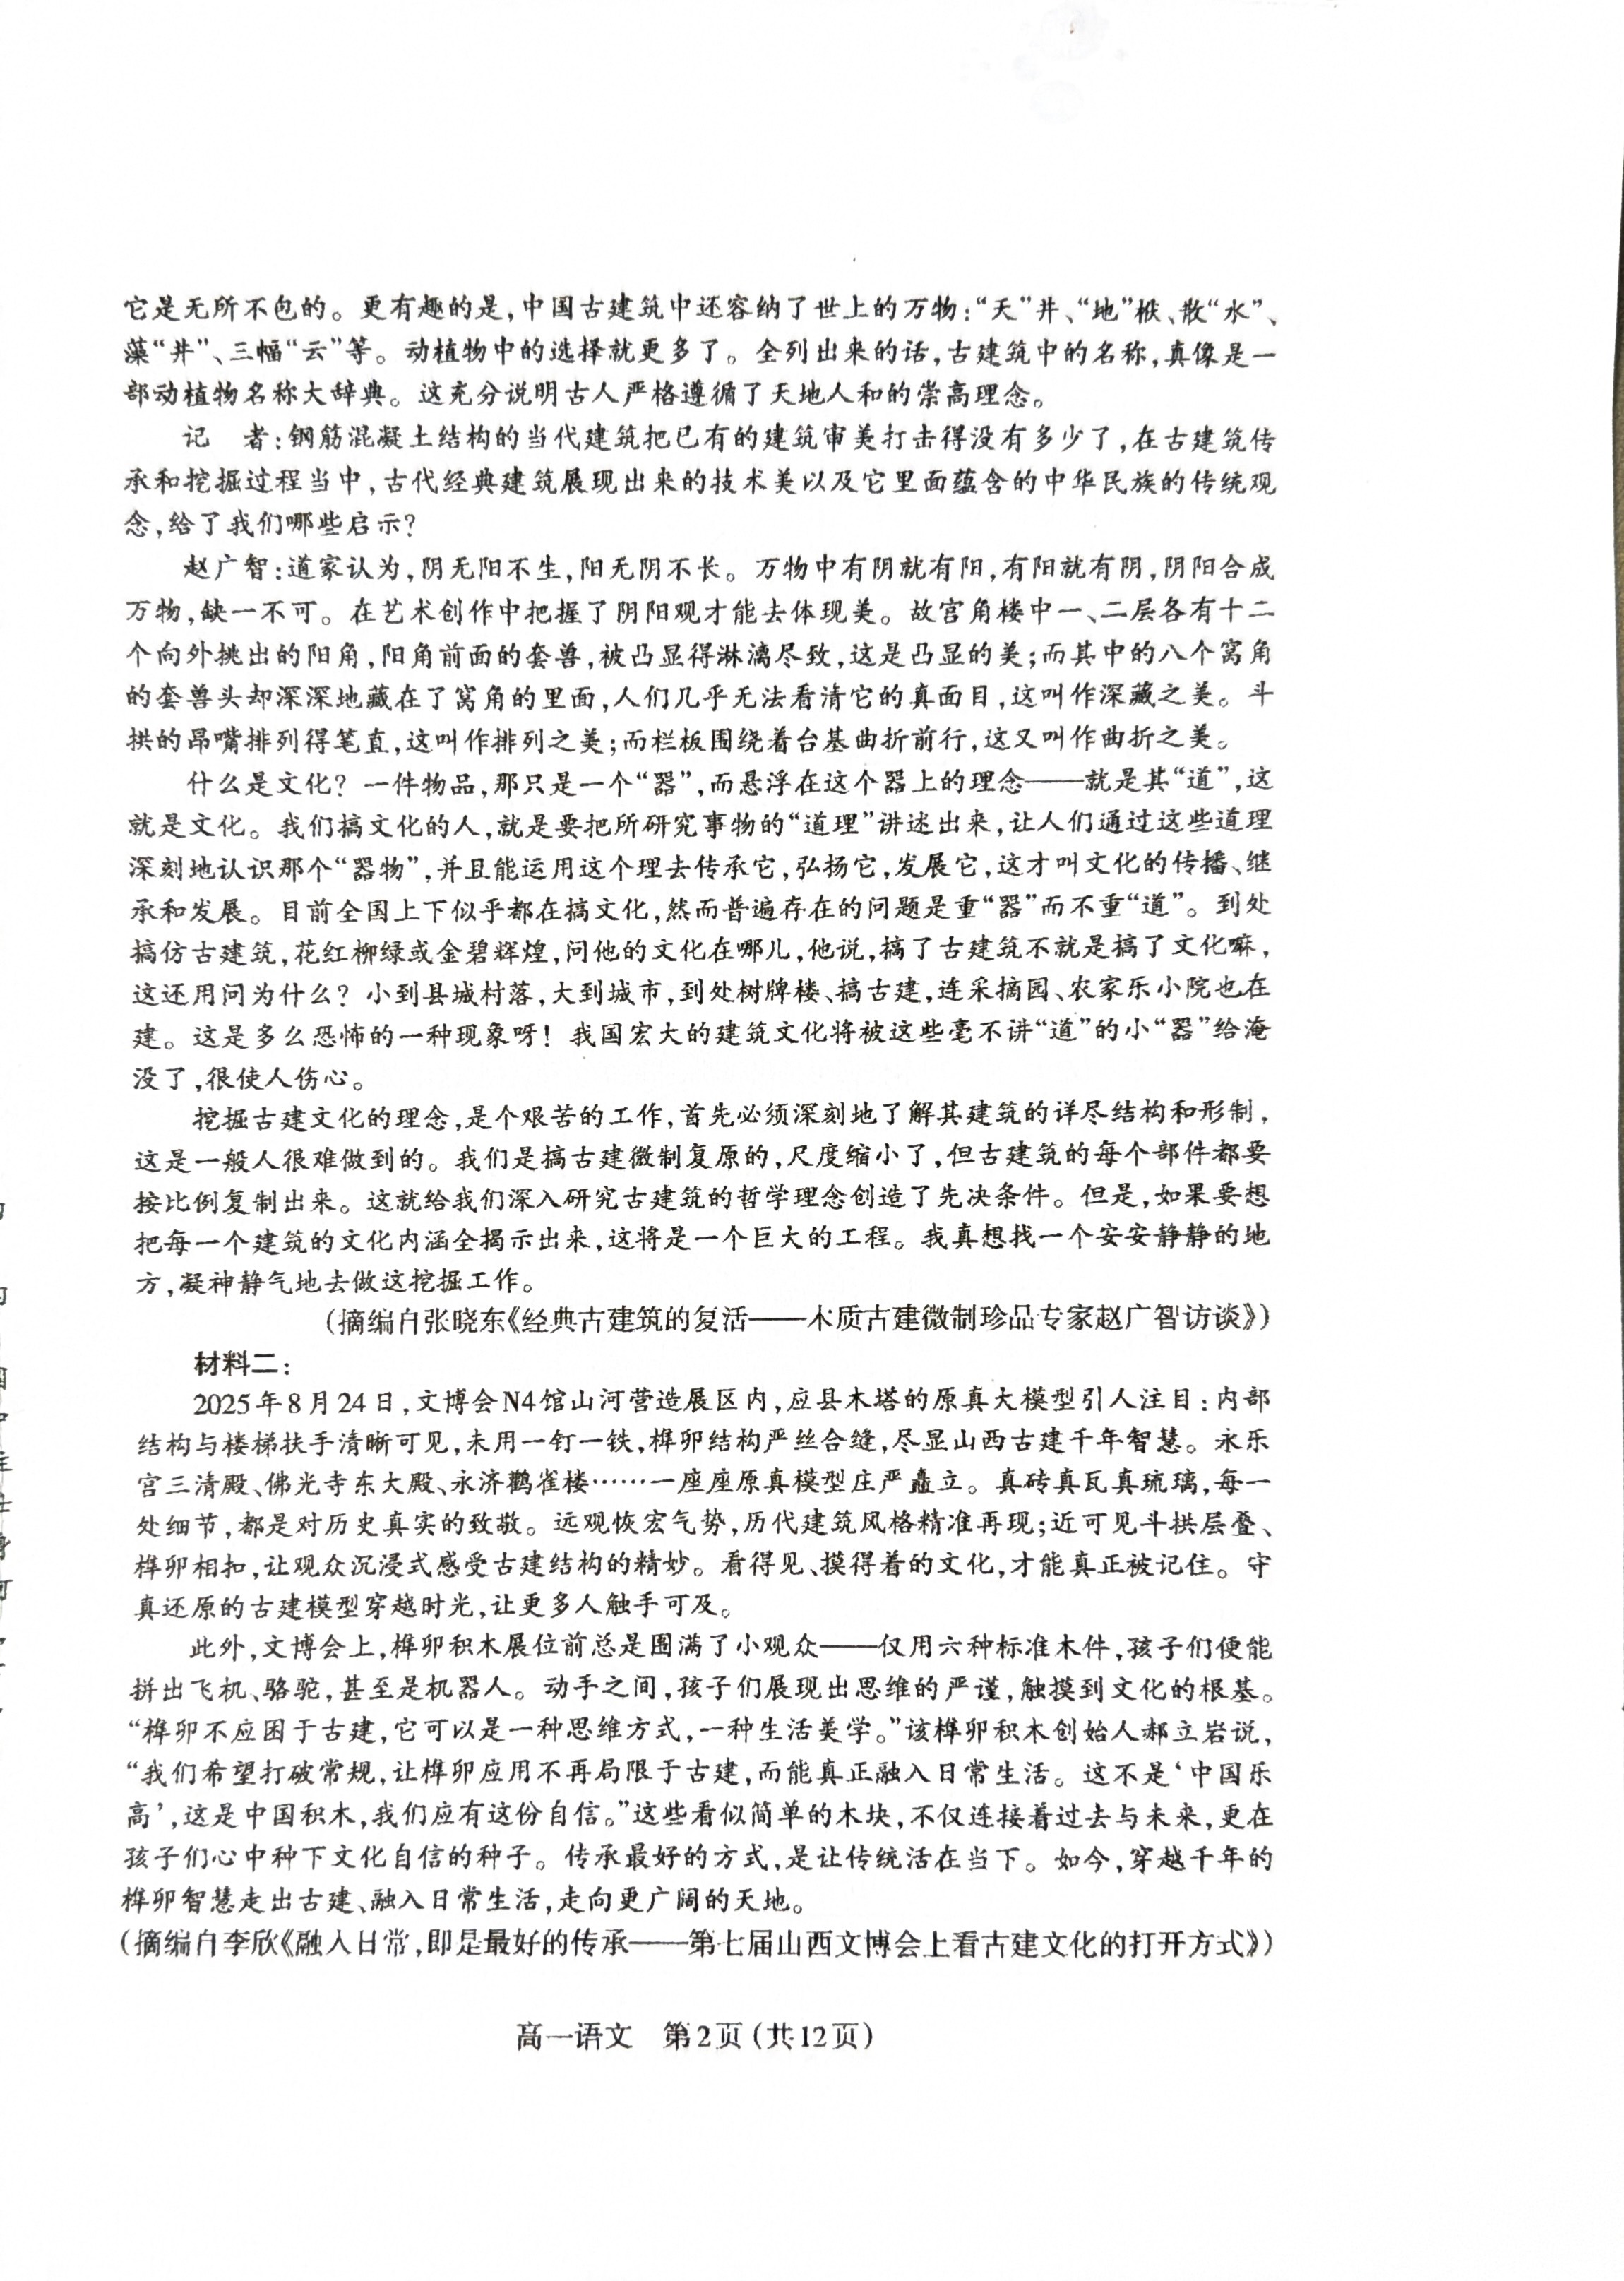 它是无所不包的。更有趣的是,中国古建筑中还容纳了世上的万物:“天”井、“地”栿、散“水”、
藻“井”、三幅“云”等。动植物中的选择就更多了。全列出来的话,古建筑中的名称,真像是一
部动植物名称大辞典。这充分说明古人严格遵循了天地人和的崇高理念。
记　者:钢筋混凝土结构的当代建筑把已有的建筑审美打击得没有多少了,在古建筑传
承和挖掘过程当中,古代经典建筑展现出来的技术美以及它里面蕴含的中华民族的传统观
念,给了我们哪些启示?
赵广智:道家认为,阴无阳不生,阳无阴不长。万物中有阴就有阳,有阳就有阴,阴阳合成
万物,缺一不可。在艺术创作中把握了阴阳观才能去体现美。故宫角楼中一、二层各有十二
个向外挑出的阳角,阳角前面的套兽,被凸显得淋漓尽致,这是凸显的美;而其中的八个窝角
的套兽头却深深地藏在了窝角的里面,人们几乎无法看清它的真面目,这叫作深藏之美。斗
拱的昂嘴排列得笔直,这叫作排列之美;而栏板围绕着台基曲折前行,这又叫作曲折之美。
什么是文化?一件物品,那只是一个“器”,而悬浮在这个器上的理念——就是其“道”,这
就是文化。我们搞文化的人,就是要把所研究事物的“道理”讲述出来,让人们通过这些道理
深刻地认识那个“器物”,并且能运用这个理去传承它,弘扬它,发展它,这才叫文化的传播、继
承和发展。目前全国上下似乎都在搞文化,然而普遍存在的问题是重“器”而不重“道”。到处
搞仿古建筑,花红柳绿或金碧辉煌,问他的文化在哪儿,他说,搞了古建筑不就是搞了文化嘛,
这还用问为什么?小到县城村落,大到城市,到处树牌楼、搞古建,连采摘园、农家乐小院也在
建。这是多么恐怖的一种现象呀!我国宏大的建筑文化将被这些毫不讲“道”的小“器”给淹
没了,很使人伤心。
挖掘古建文化的理念,是个艰苦的工作,首先必须深刻地了解其建筑的详尽结构和形制,
这是一般人很难做到的。我们是搞古建微制复原的,尺度缩小了,但古建筑的每个部件都要
按比例复制出来。这就给我们深入研究古建筑的哲学理念创造了先决条件。但是,如果要想
把每一个建筑的文化内涵全揭示出来,这将是一个巨大的工程。我真想找一个安安静静的地
方,凝神静气地去做这挖掘工作。
(摘编自张晓东《经典古建筑的复活——木质古建微制珍品专家赵广智访谈》)
材料二:
2025年8月24日,文博会N4馆山河营造展区内,应县木塔的原真大模型引人注目:内部
结构与楼梯扶手清晰可见,未用一钉一铁,榫卯结构严丝合缝,尽显山西古建千年智慧。永乐
宫三清殿、佛光寺东大殿、永济鹳雀楼……一座座原真模型庄严矗立。真砖真瓦真琉璃,每一
处细节,都是对历史真实的致敬。远观恢宏气势,历代建筑风格精准再现;近可见斗拱层叠、
榫卯相扣,让观众沉浸式感受古建结构的精妙。看得见、摸得着的文化,才能真正被记住。守
真还原的古建模型穿越时光,让更多人触手可及。
此外,文博会上,榫卯积木展位前总是围满了小观众——仅用六种标准木件,孩子们便能
拼出飞机、骆驼,甚至是机器人。动手之间,孩子们展现出思维的严谨,触摸到文化的根基。
“榫卯不应困于古建,它可以是一种思维方式,一种生活美学。”该榫卯积木创始人郝立岩说,
“我们希望打破常规,让榫卯应用不再局限于古建,而能真正融入日常生活。这不是‘中国乐
高’,这是中国积木,我们应有这份自信。”这些看似简单的木块,不仅连接着过去与未来,更在
孩子们心中种下文化自信的种子。传承最好的方式,是让传统活在当下。如今,穿越千年的
榫卯智慧走出古建、融入日常生活,走向更广阔的天地。
(摘编自李欣《融入日常,即是最好的传承——第七届山西文博会上看古建文化的打开方式》)
高一语文　第2页(共12页)